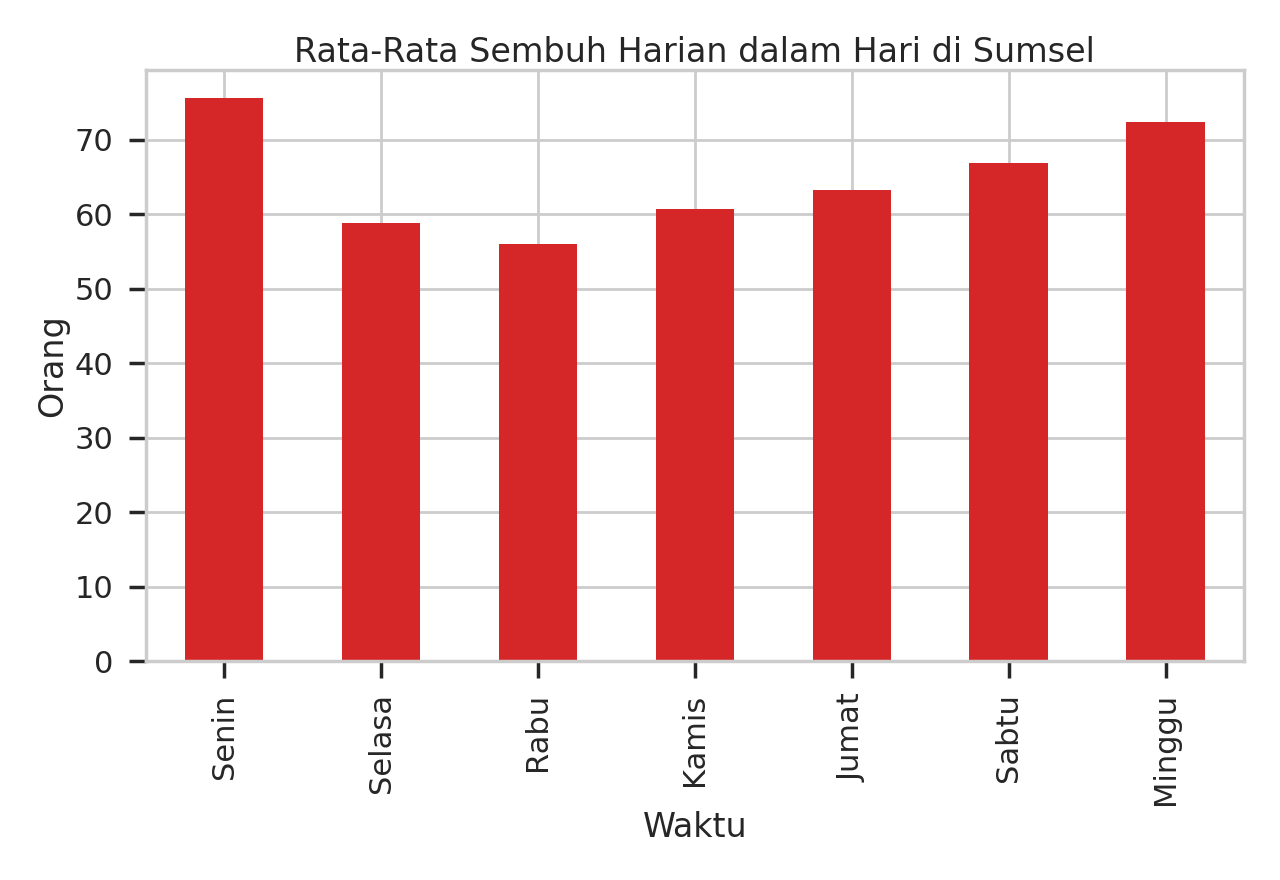 Rata-Rata Sembuh Harian dalam Hari di Sumsel
70
60
50
40
30
20
10
0
Orang
Senin
Selasa
Rabu
Kamis
Jumat
Sabtu
Minggu
Waktu